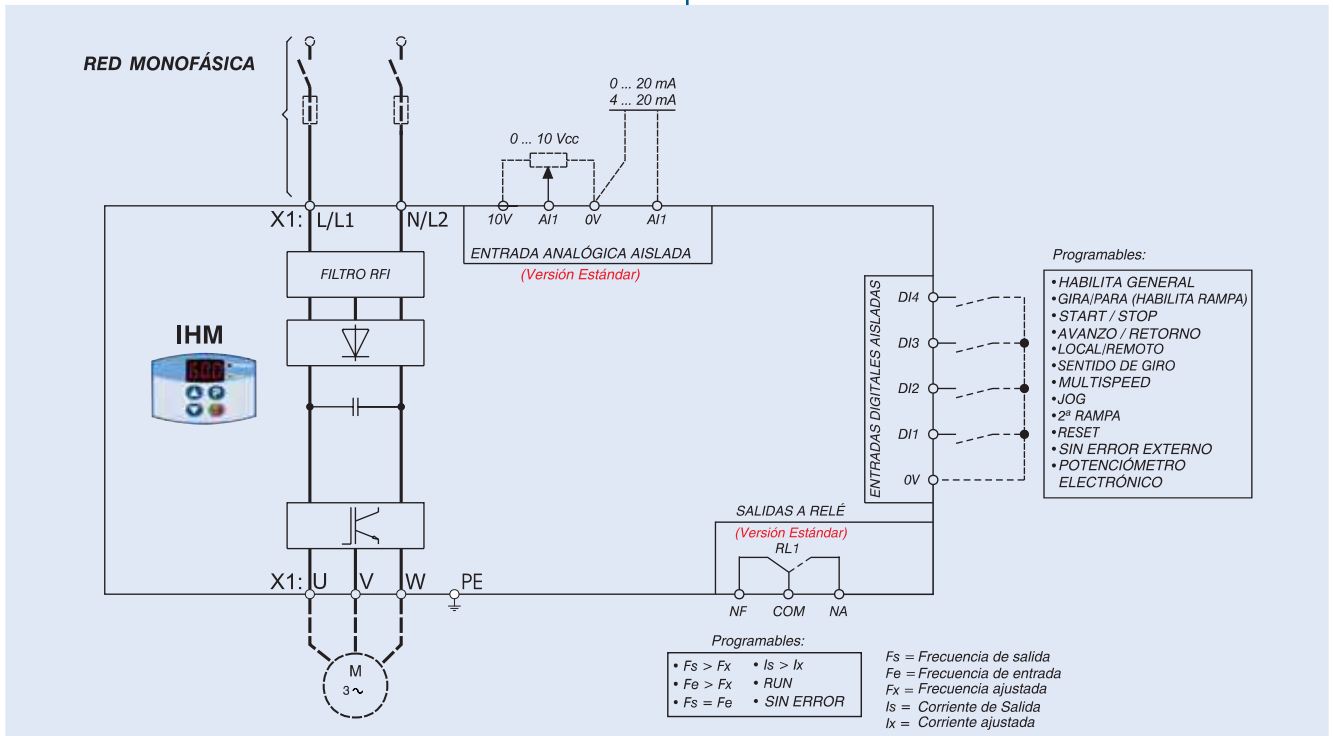 RED MONOFÁSICA
0 ... 20 mA
4 ... 20 mA
0 ... 10 Vcc
X1: L/L1
N/L2
10V
AI1
0V
AI1
ENTRADA ANALÓGICA AISLADA
(Versión Estándar)
FILTRO RFI
IHM
60.0
P
ENTRADAS DIGITALES AISLADAS
DI4
DI3
DI2
DI1
0V
Programables:
• HABILITA GENERAL
• GIRA/PARA (HABILITA RAMPA)
• START / STOP
• AVANZO / RETORNO
• LOCAL/REMOTO
• SENTIDO DE GIRO
• MULTISPEED
• JOG
• 2ª RAMPA
• RESET
• SIN ERROR EXTERNO
• POTENCIÓMETRO
ELECTRÓNICO
SALIDAS A RELÉ
(Versión Estándar)
RL1
NF
COM
NA
X1: U
V
W
PE
M
3~
Programables:
• Fs > Fx
• Is > Ix
• Fe > Fx
• RUN
• Fs = Fe
• SIN ERROR
Fs = Frecuencia de salida
Fe = Frecuencia de entrada
Fx = Frecuencia ajustada
Is = Corriente de Salida
Ix = Corriente ajustada